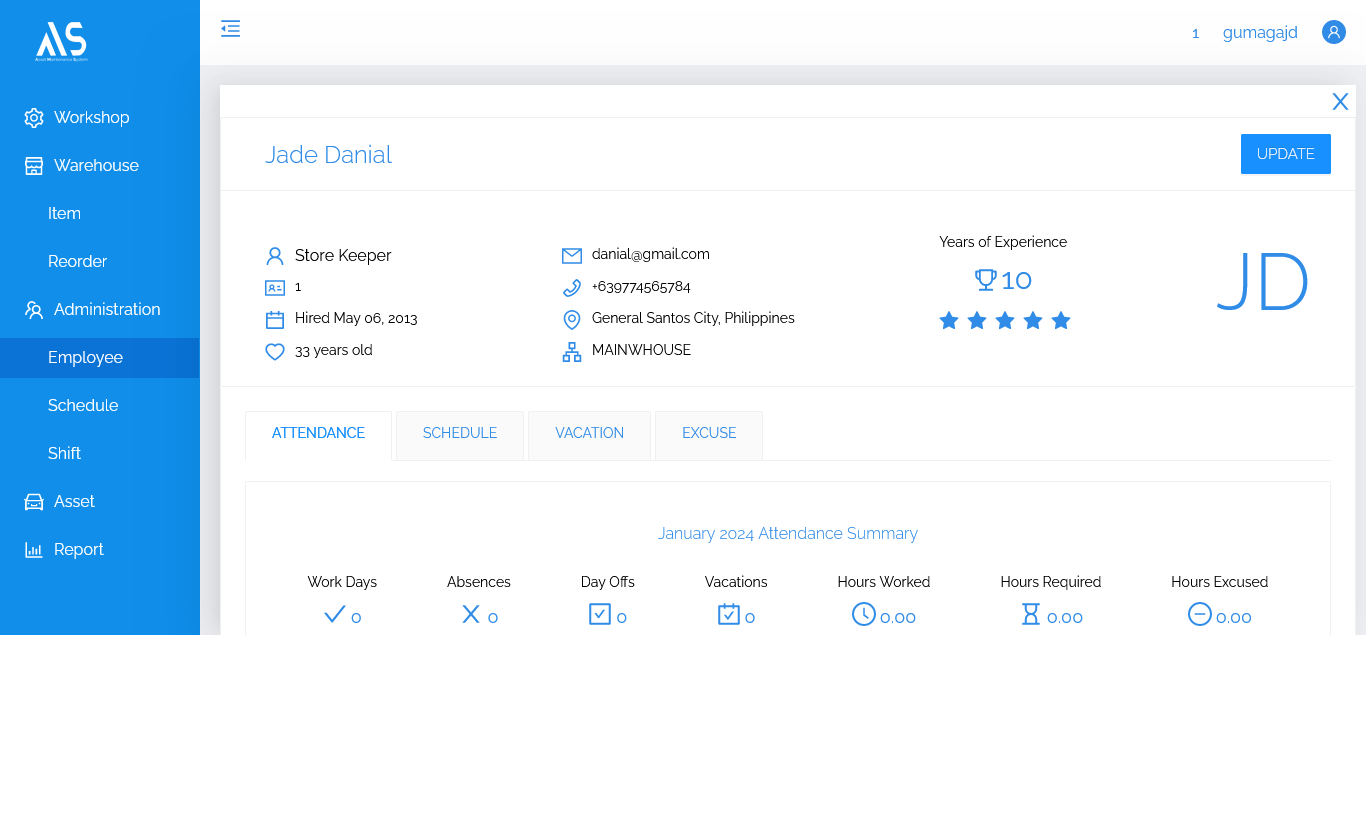 AAS
Asset Maintenance System
1 gumagajd
Workshop
Warehouse
Item
Reorder
Administration
Employee
Schedule
Shift
Asset
Report
X
Jade Danial
UPDATE
Store Keeper
1
Hired May 06, 2013
33 years old
danial@gmail.com
+639774565784
General Santos City, Philippines
MAINWHOUSE
Years of Experience
10
JD
ATTENDANCE SCHEDULE VACATION EXCUSE
January 2024 Attendance Summary
Work Days Absences Day Offs Vacations Hours Worked Hours Required Hours Excused
0 0 0 0 0.00 0.00 0.00